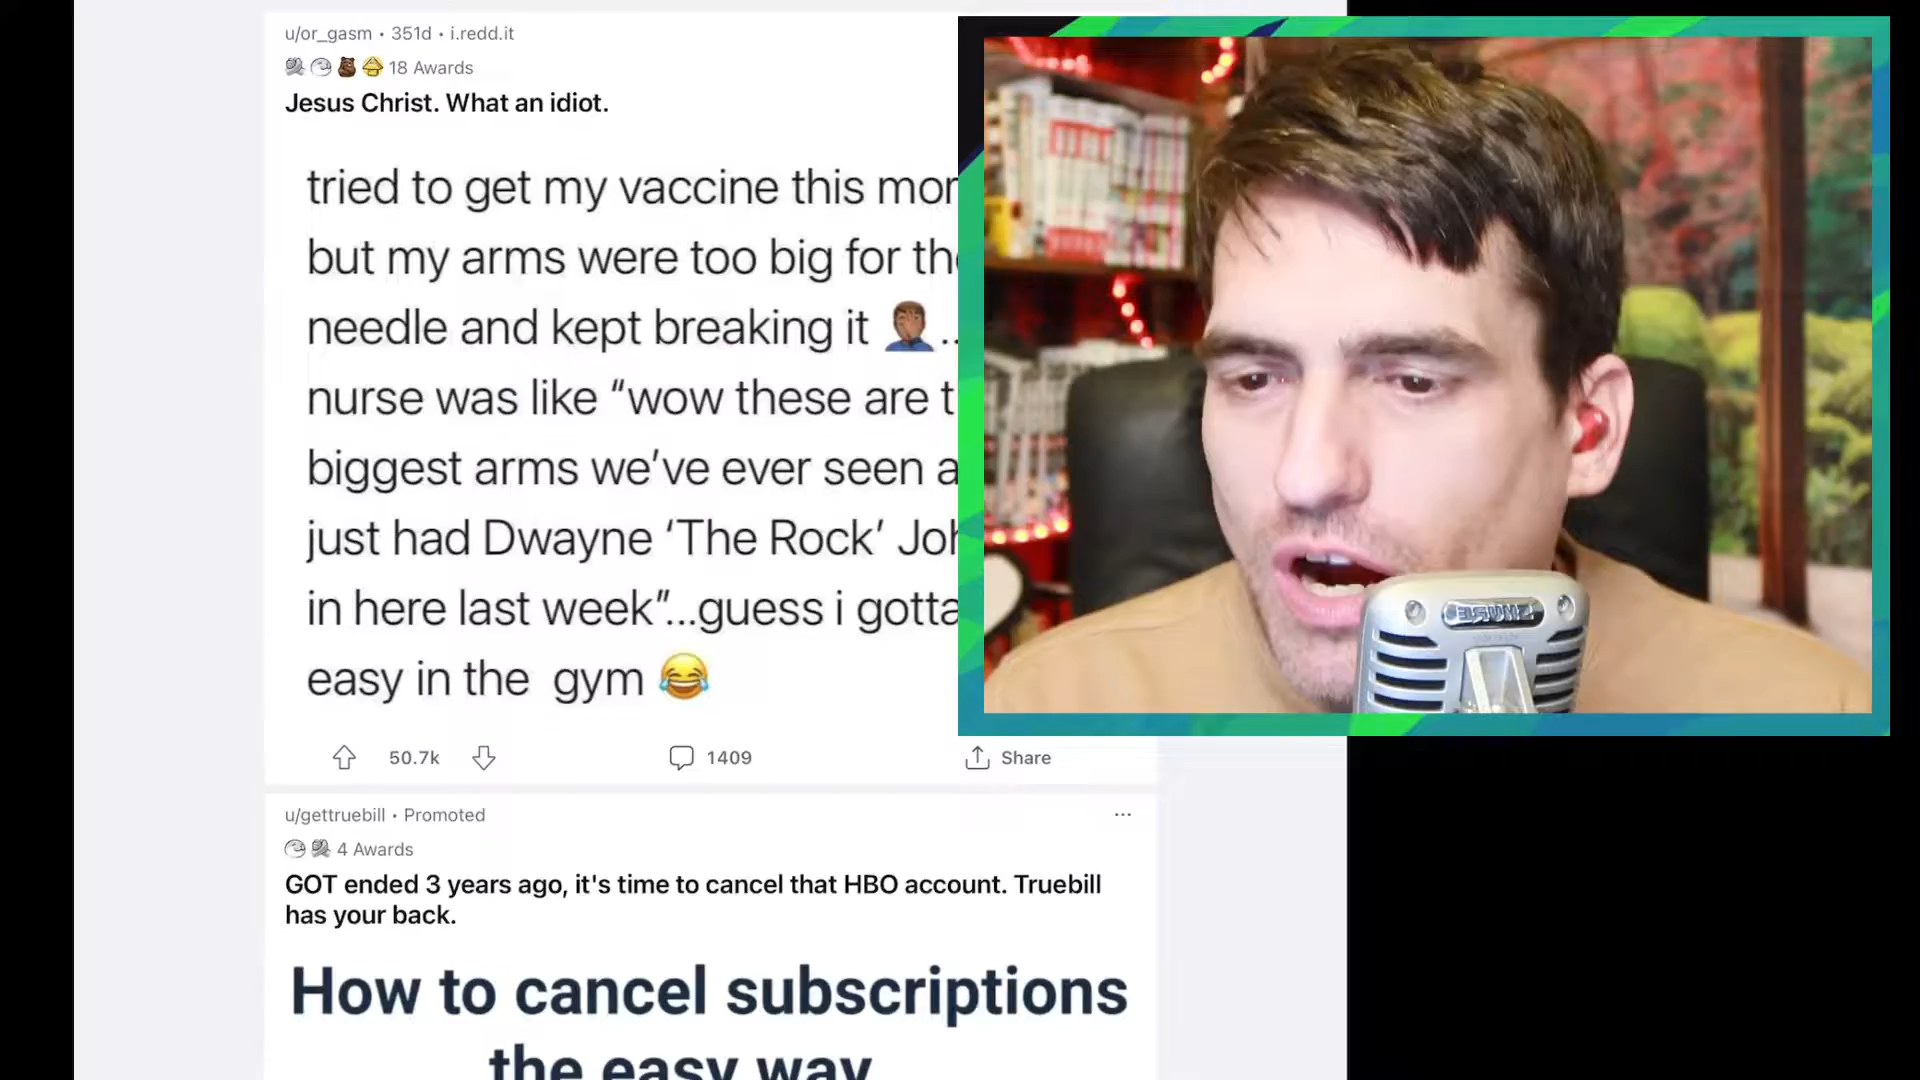 u/or_gasm • 351d • i.redd.it
18 Awards
Jesus Christ. What an idiot.
tried to get my vaccine this mor
but my arms were too big for th
needle and kept breaking it 🤦🏾‍♂️..
nurse was like “wow these are t
biggest arms we’ve ever seen a
just had Dwayne ‘The Rock’ Joh
in here last week”...guess i gotta
easy in the gym 😂
50.7k
1409
Share
u/gettruebill • Promoted
4 Awards
GOT ended 3 years ago, it's time to cancel that HBO account. Truebill
has your back.
How to cancel subscriptions
the easy way